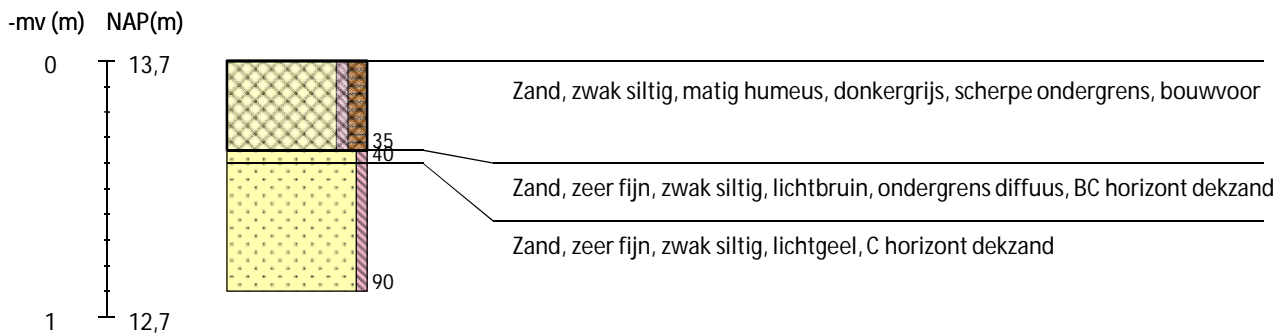 -mv (m) NAP(m)
0 13,7
Zand, zwak siltig, matig humeus, donkergrijs, scherpe ondergrens, bouwvoor
35
40
Zand, zeer fijn, zwak siltig, lichtbruin, ondergrens diffuus, BC horizont dekzand
Zand, zeer fijn, zwak siltig, lichtgeel, C horizont dekzand
90
1 12,7